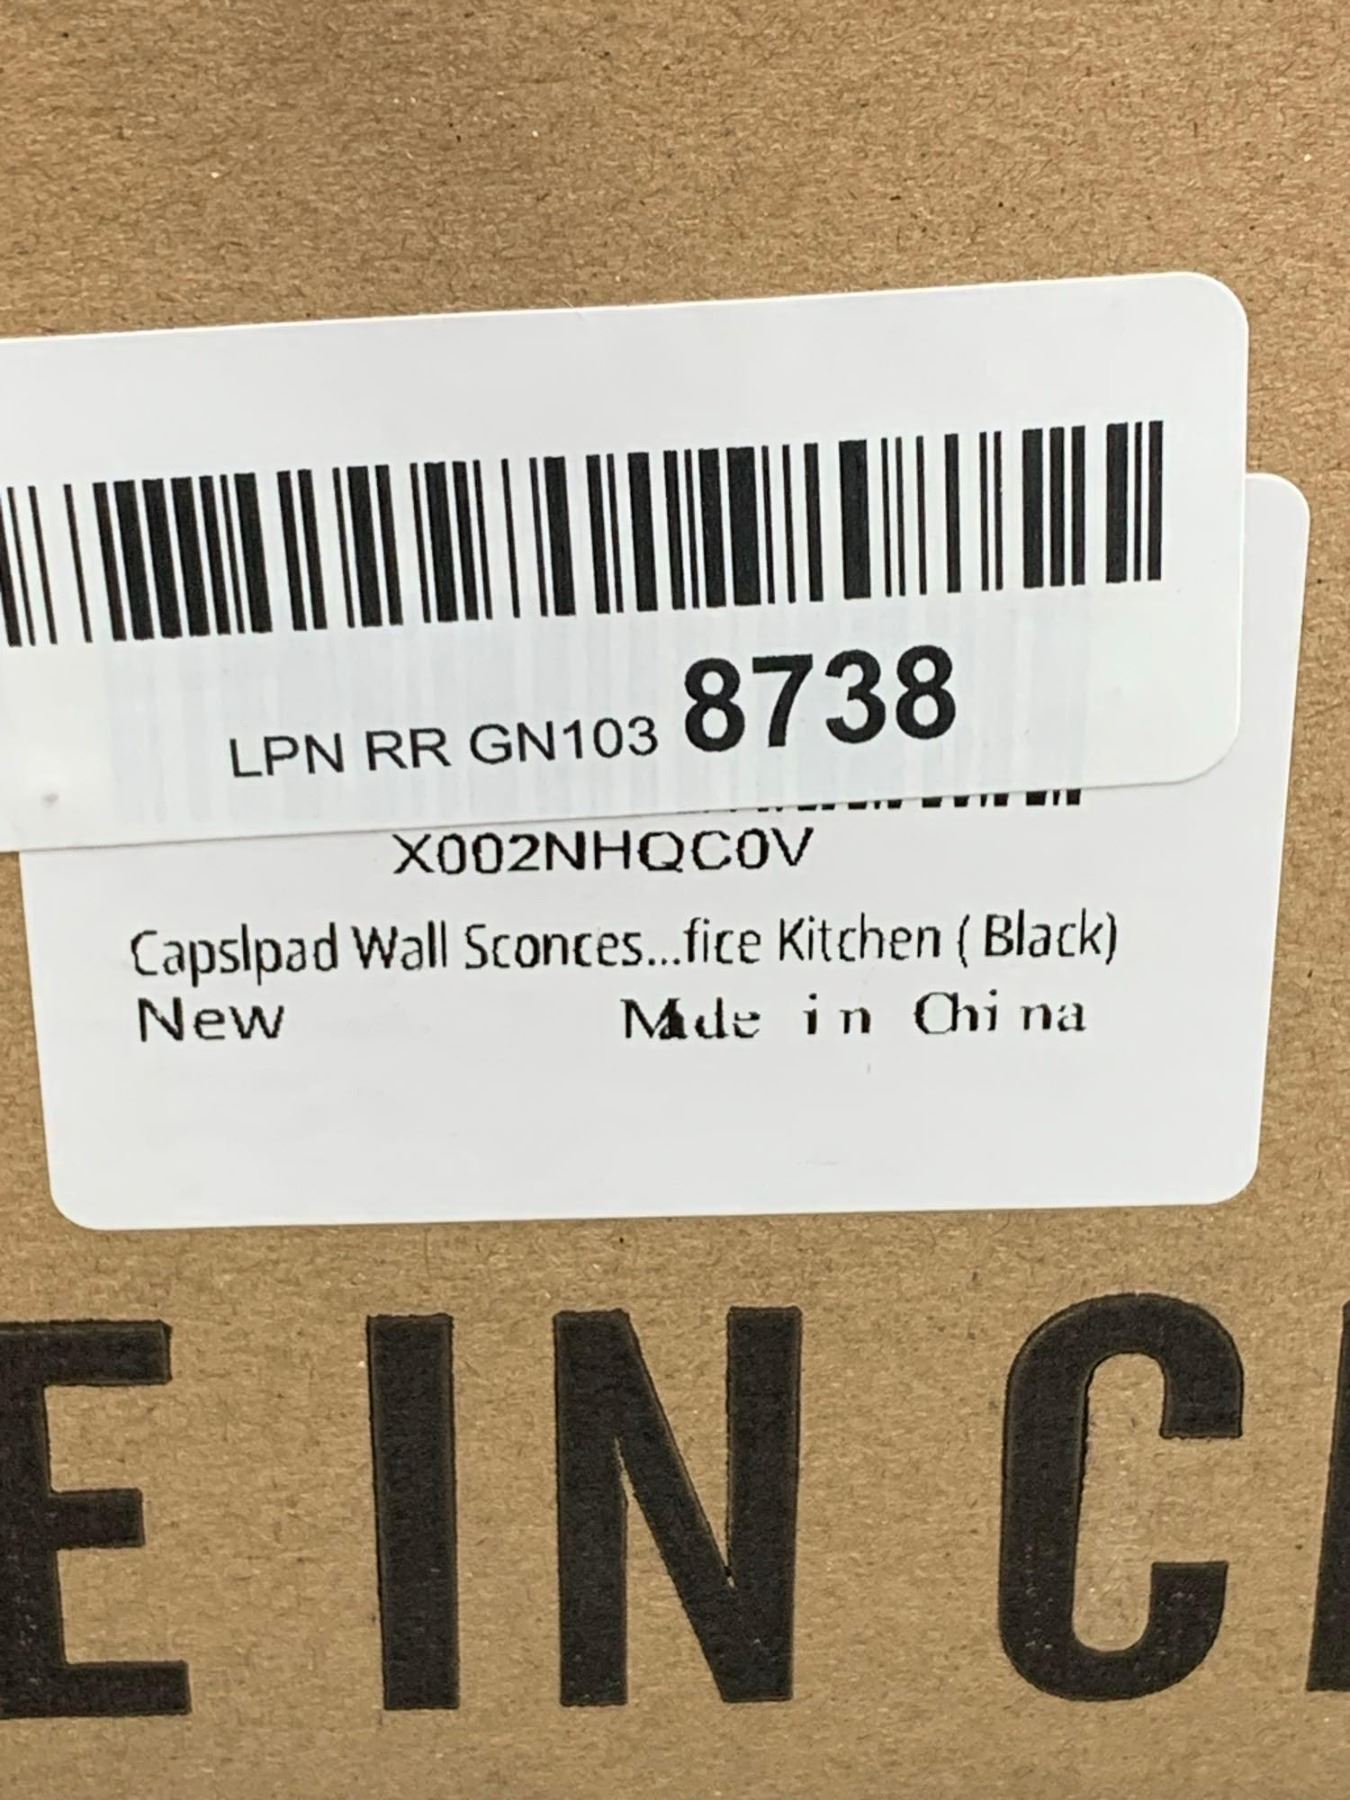 LPN RR GN103 8738
X002NHQC0V
Capslpad Wall Sconces...fice Kitchen ( Black)
New Made in China
E IN C